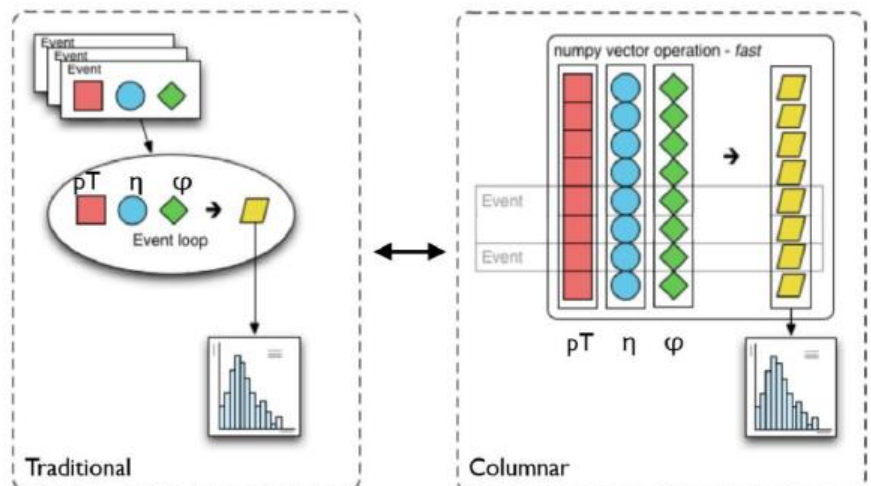 Event
Event
Event
pT η φ
Event loop
Traditional
numpy vector operation - fast
Event
Event
pT η φ
Columnar